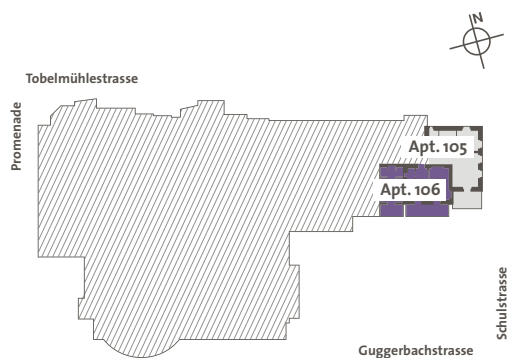 N
Tobelmühlestrasse
Promenade
Apt. 105
Apt. 106
Schulstrasse
Guggerbachstrasse